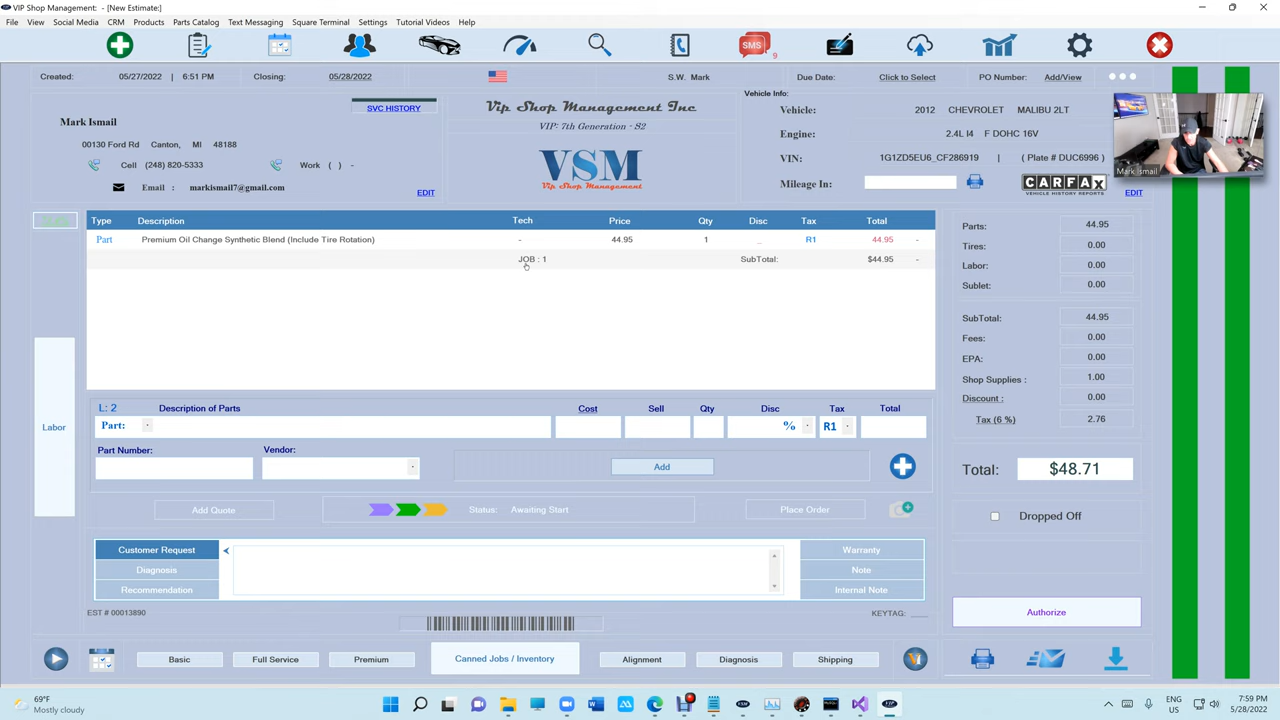 VIP Shop Management: - [New Estimate:]
File View Social Media CRM Products Parts Catalog Text Messaging Square Terminal Settings Tutorial Videos Help
SMS 9
Created: 05/27/2022 | 6:51 PM Closing: 05/28/2022 S.W. Mark Due Date: Click to Select PO Number: Add/View
Vehicle Info:
SVC HISTORY Vip Shop Management Inc Vehicle: 2012 CHEVROLET MALIBU 2LT
Mark Ismail VIP: 7th Generation - S2
00130 Ford Rd Canton, MI 48188 Engine: 2.4L I4 F DOHC 16V
Cell (248) 820-5333 Work ( ) - VSM VIN: 1G1ZD5EU6_CF286919 | ( Plate # DUC6996 )
Mark Ismail
Email : markismail7@gmail.com Vip Shop Management Mileage In: CARFAX
VEHICLE HISTORY REPORTS
EDIT EDIT
Type Description Tech Price Qty Disc Tax Total
Part Premium Oil Change Synthetic Blend (Include Tire Rotation) - 44.95 1 _ R1 44.95 -
JOB : 1 SubTotal: $44.95 -
Parts: 44.95
Tires: 0.00
Labor: 0.00
Sublet: 0.00
SubTotal: 44.95
Fees: 0.00
EPA: 0.00
Shop Supplies : 1.00
Discount : 0.00
Tax (6 %) 2.76
Labor
L: 2 Description of Parts Cost Sell Qty Disc Tax Total
Part: % R1
Part Number: Vendor:
Add
Total: $48.71
Add Quote Status: Awaiting Start Place Order
Dropped Off
Customer Request Warranty
Diagnosis Note
Recommendation Internal Note
EST # 00013890 KEYTAG:
Authorize
Basic Full Service Premium Canned Jobs / Inventory Alignment Diagnosis Shipping
69°F
Mostly cloudy
VIP
ENG
US
7:59 PM
5/28/2022